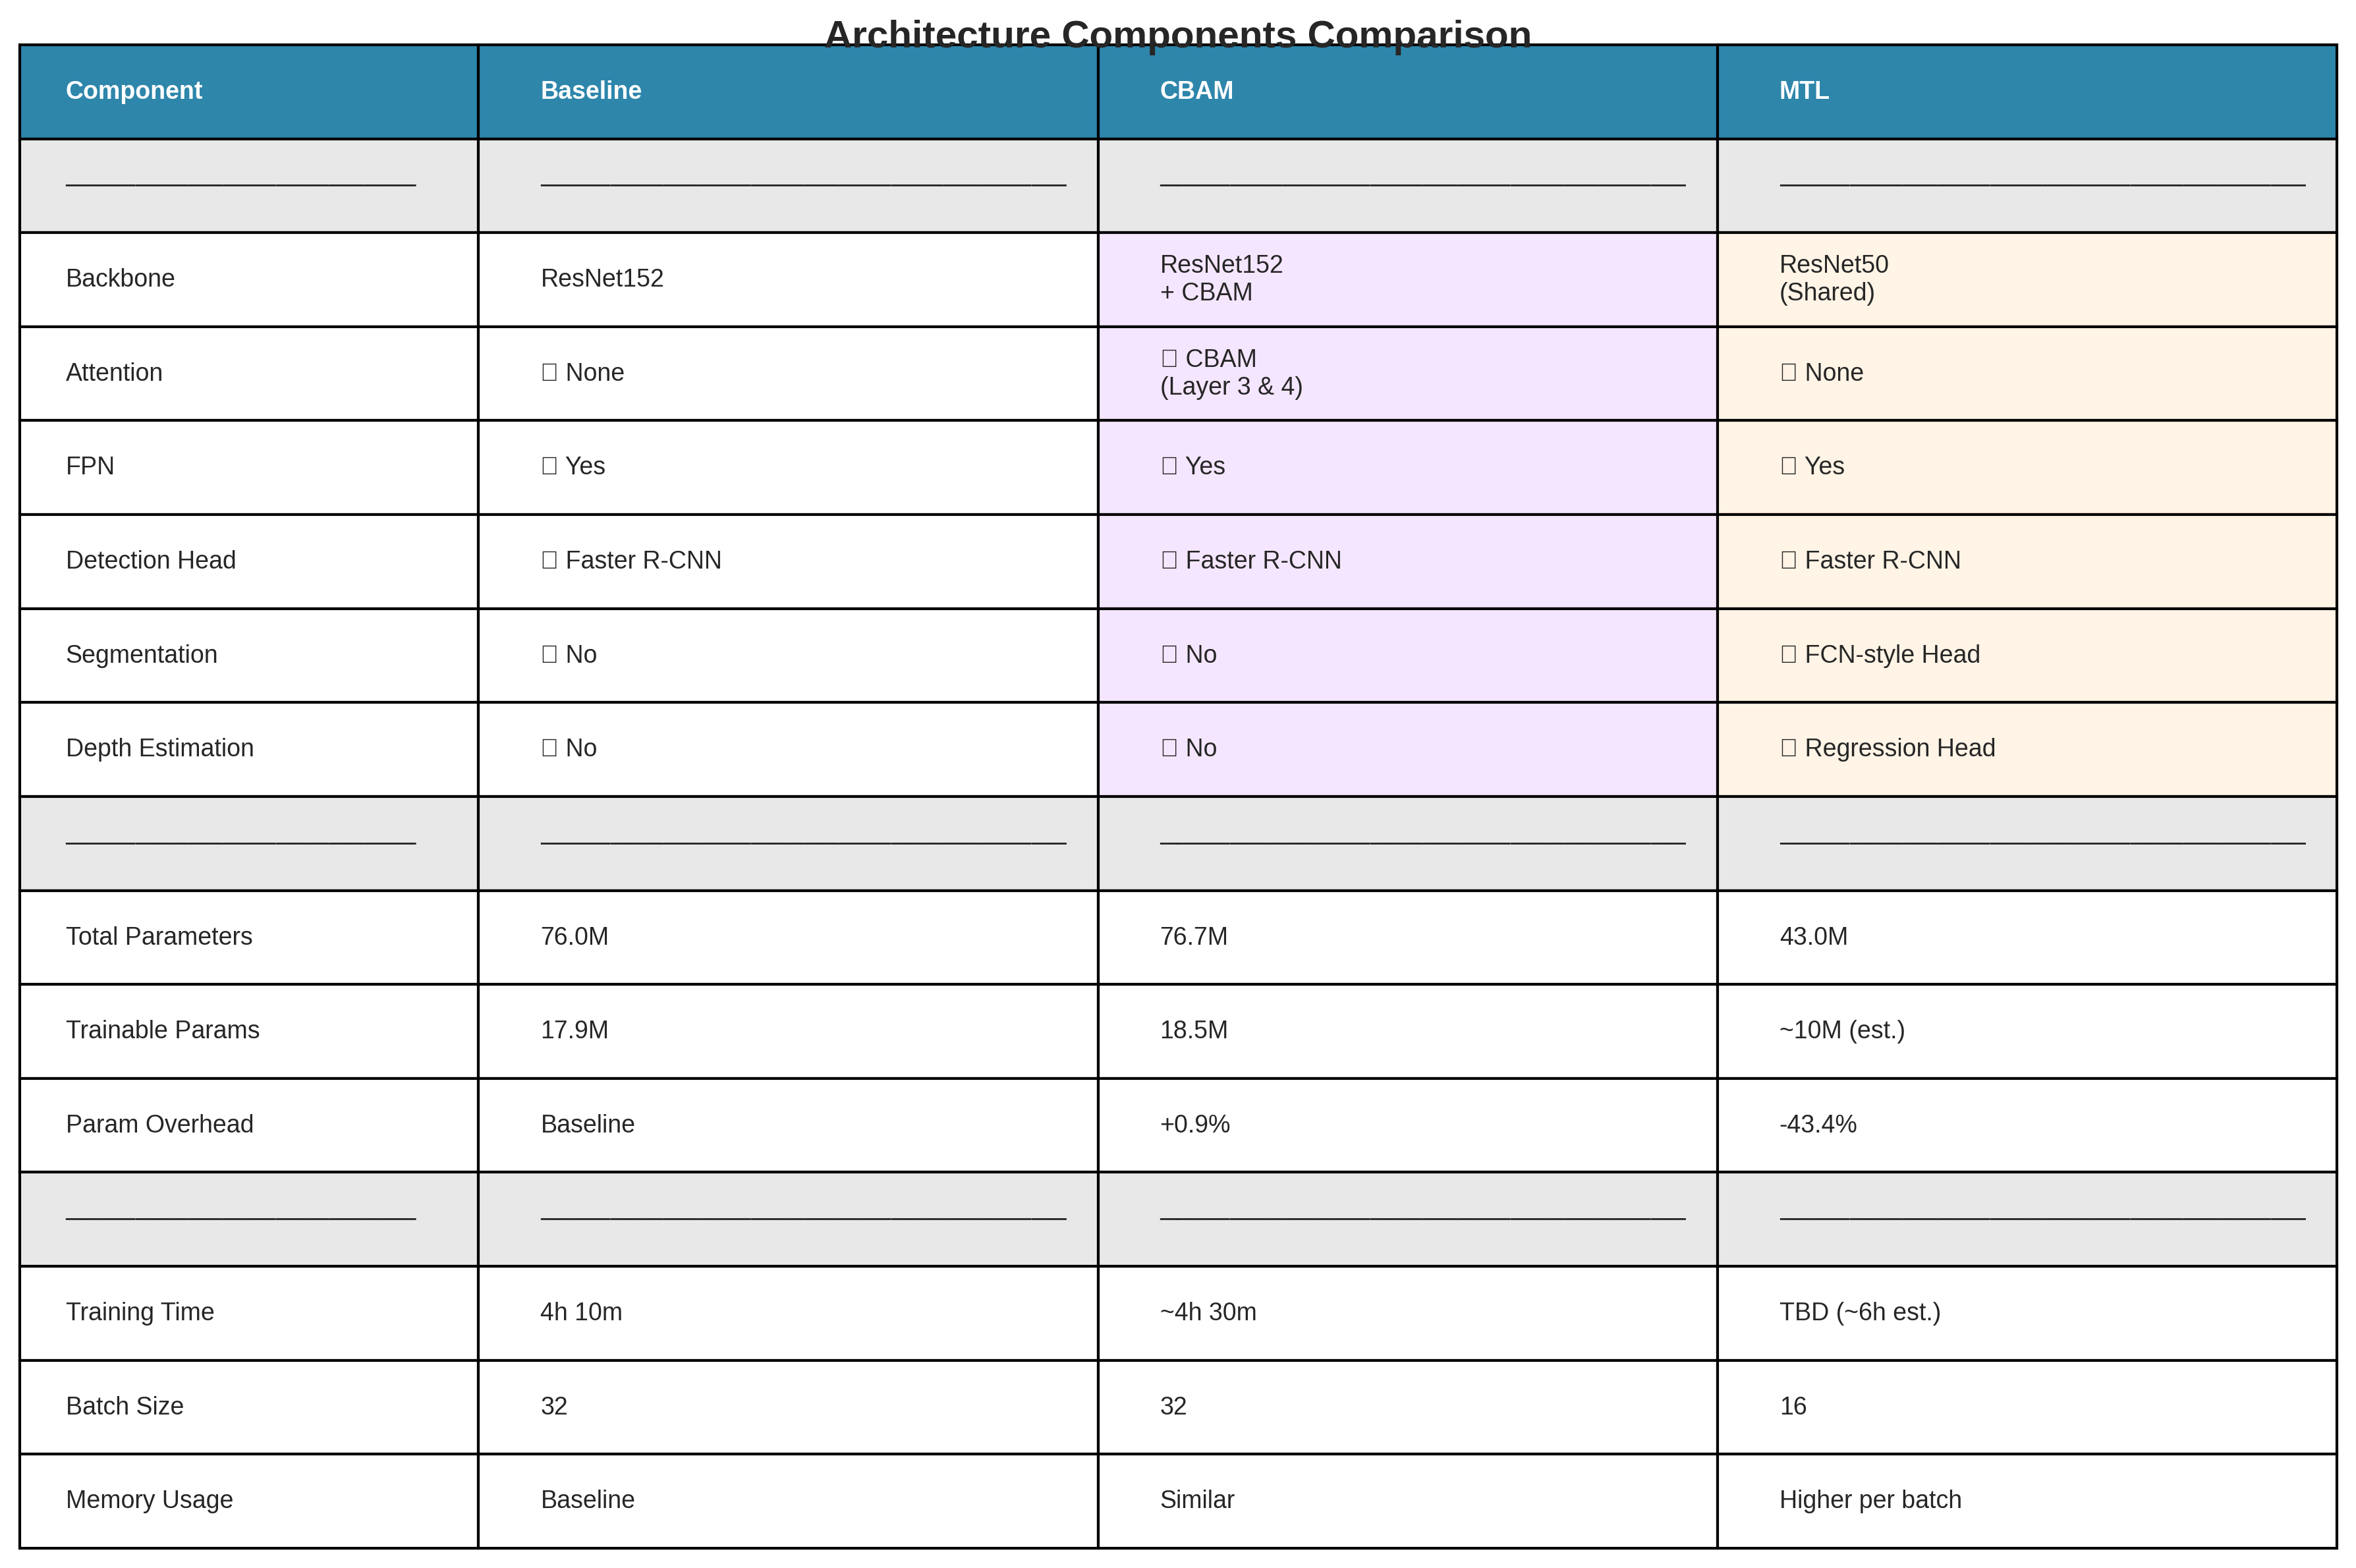 Architecture Components Comparison
Component Baseline CBAM MTL
Backbone ResNet152 ResNet152 + CBAM ResNet50 (Shared)
Attention None CBAM (Layer 3 & 4) None
FPN Yes Yes Yes
Detection Head Faster R-CNN Faster R-CNN Faster R-CNN
Segmentation No No FCN-style Head
Depth Estimation No No Regression Head
Total Parameters 76.0M 76.7M 43.0M
Trainable Params 17.9M 18.5M ~10M (est.)
Param Overhead Baseline +0.9% -43.4%
Training Time 4h 10m ~4h 30m TBD (~6h est.)
Batch Size 32 32 16
Memory Usage Baseline Similar Higher per batch